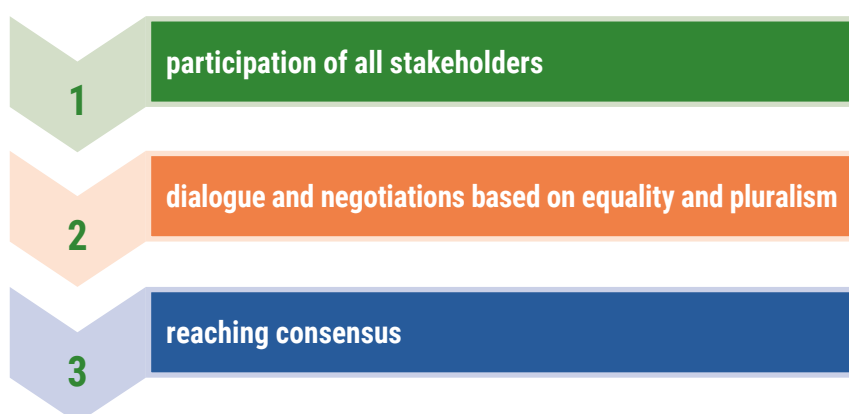 1
participation of all stakeholders
2
dialogue and negotiations based on equality and pluralism
3
reaching consensus